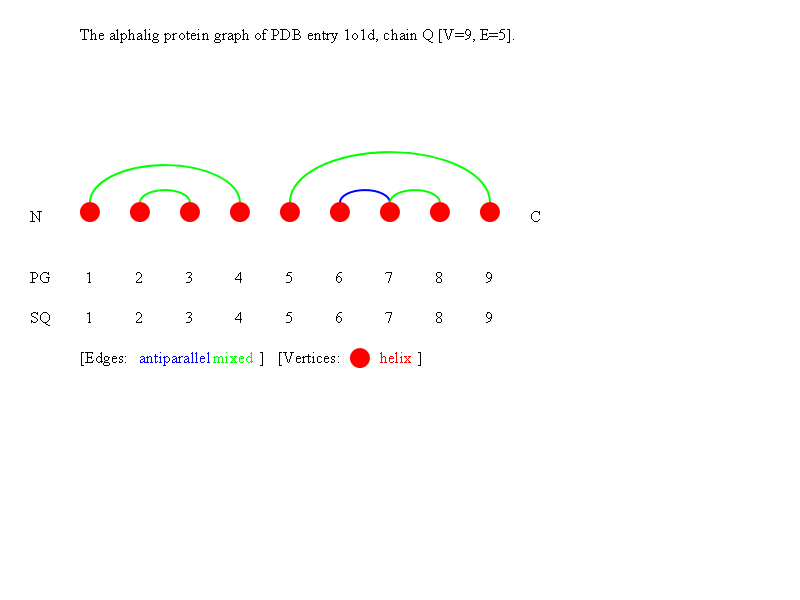 The alphalig protein graph of PDB entry 1o1d, chain Q [V=9, E=5].
N C
PG 1 2 3 4 5 6 7 8 9
SQ 1 2 3 4 5 6 7 8 9
[Edges: antiparallel mixed ] [Vertices: helix ]